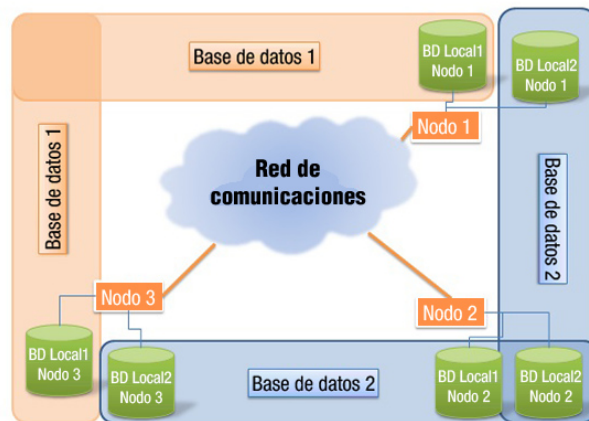 Base de datos 1
BD Local1
Nodo 1
BD Local2
Nodo 1
Nodo 1
Base de datos 1
Red de
comunicaciones
Base de datos 2
Nodo 3
Nodo 2
BD Local1
Nodo 3
BD Local2
Nodo 3
Base de datos 2
BD Local1
Nodo 2
BD Local2
Nodo 2